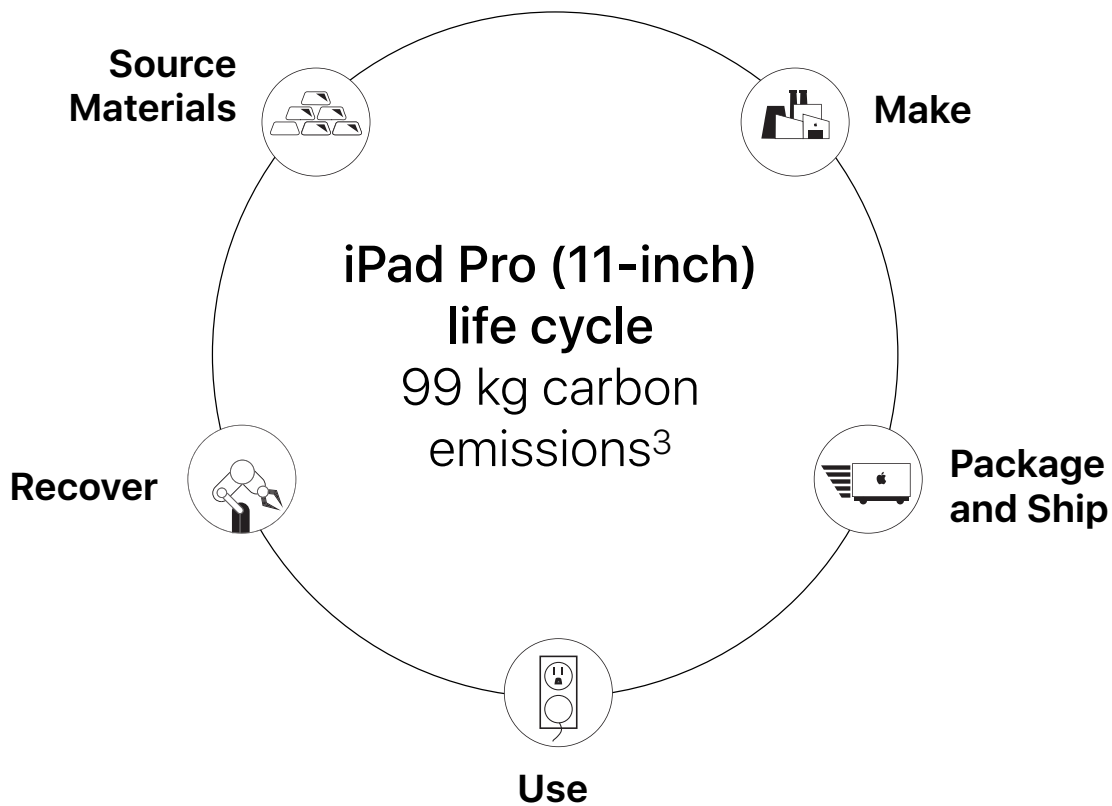 Source
Materials
Make
iPad Pro (11-inch)
life cycle
99 kg carbon
emissions³
Recover
Package
and Ship
Use